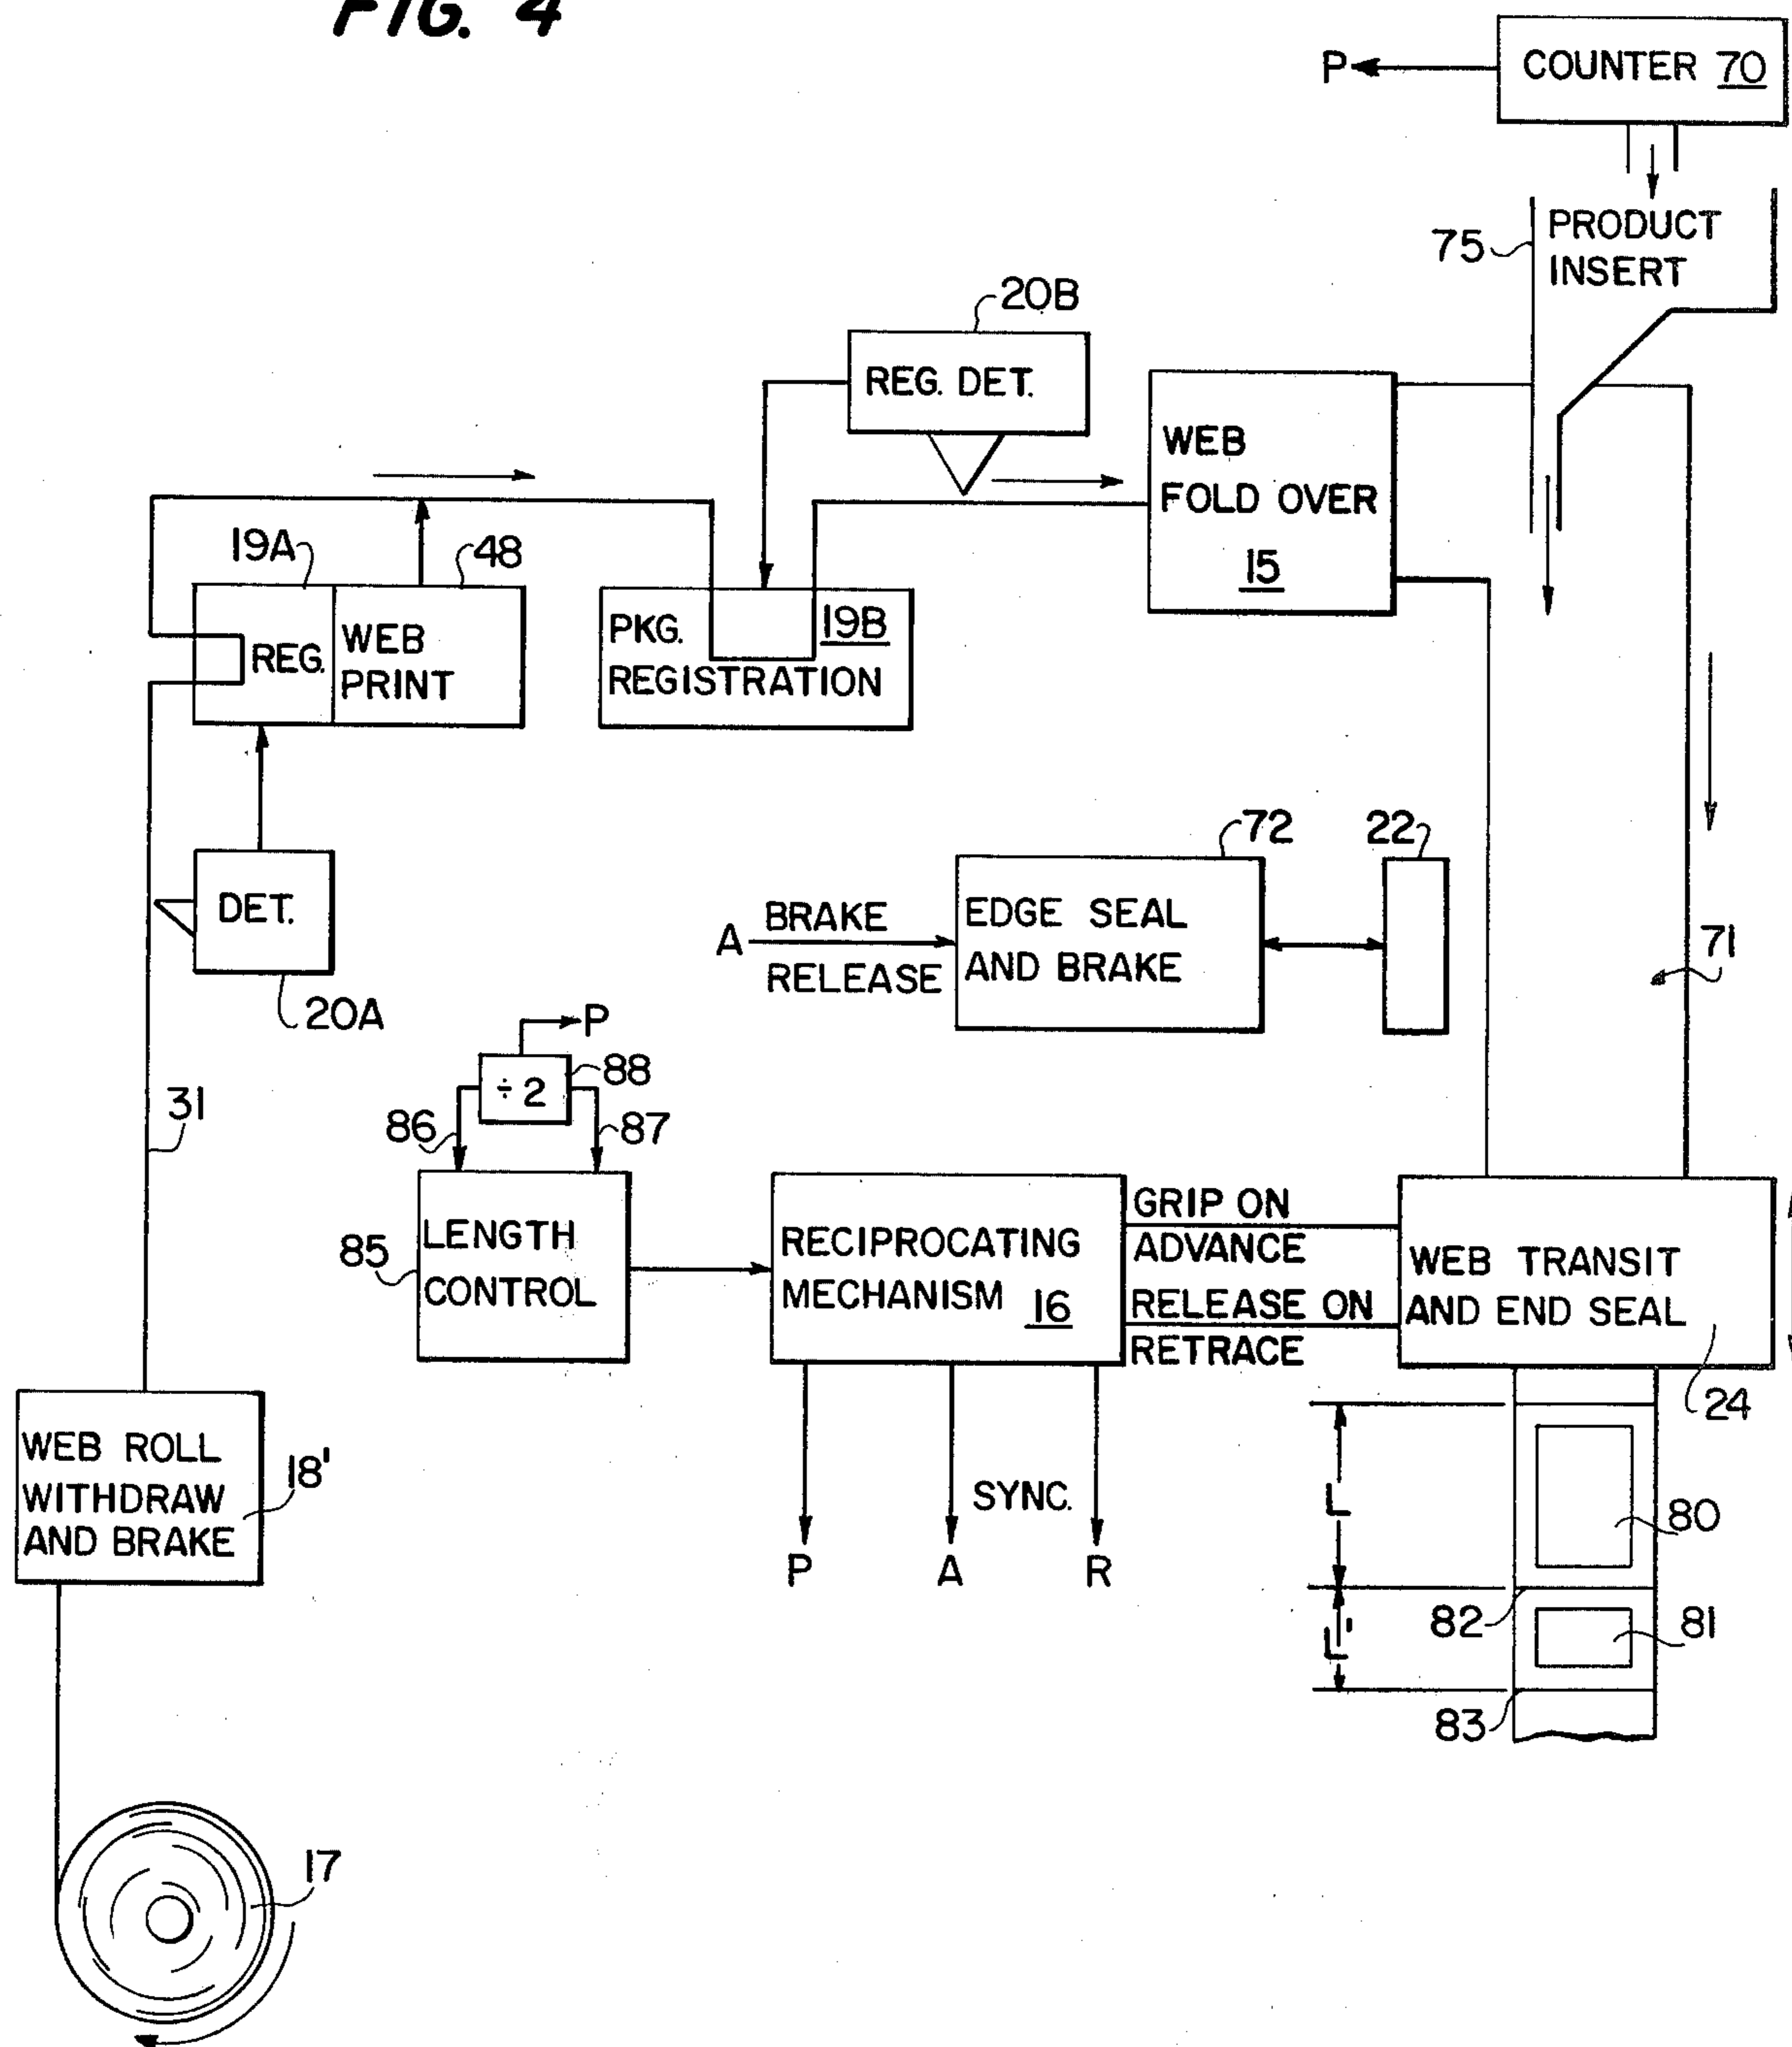 FIG. 4
P
COUNTER 70
PRODUCT
INSERT
75
20B
REG. DET.
WEB
FOLD OVER
15
19A
48
REG.
WEB
PRINT
PKG.
19B
REGISTRATION
DET.
20A
72
22
A
BRAKE
RELEASE
EDGE SEAL
AND BRAKE
71
31
P
÷2
88
86
87
LENGTH
CONTROL
85
RECIPROCATING
MECHANISM 16
GRIP ON
ADVANCE
RELEASE ON
RETRACE
WEB TRANSIT
AND END SEAL
24
WEB ROLL
WITHDRAW
AND BRAKE
18'
SYNC.
P
A
R
L
80
82
L'
81
83
17